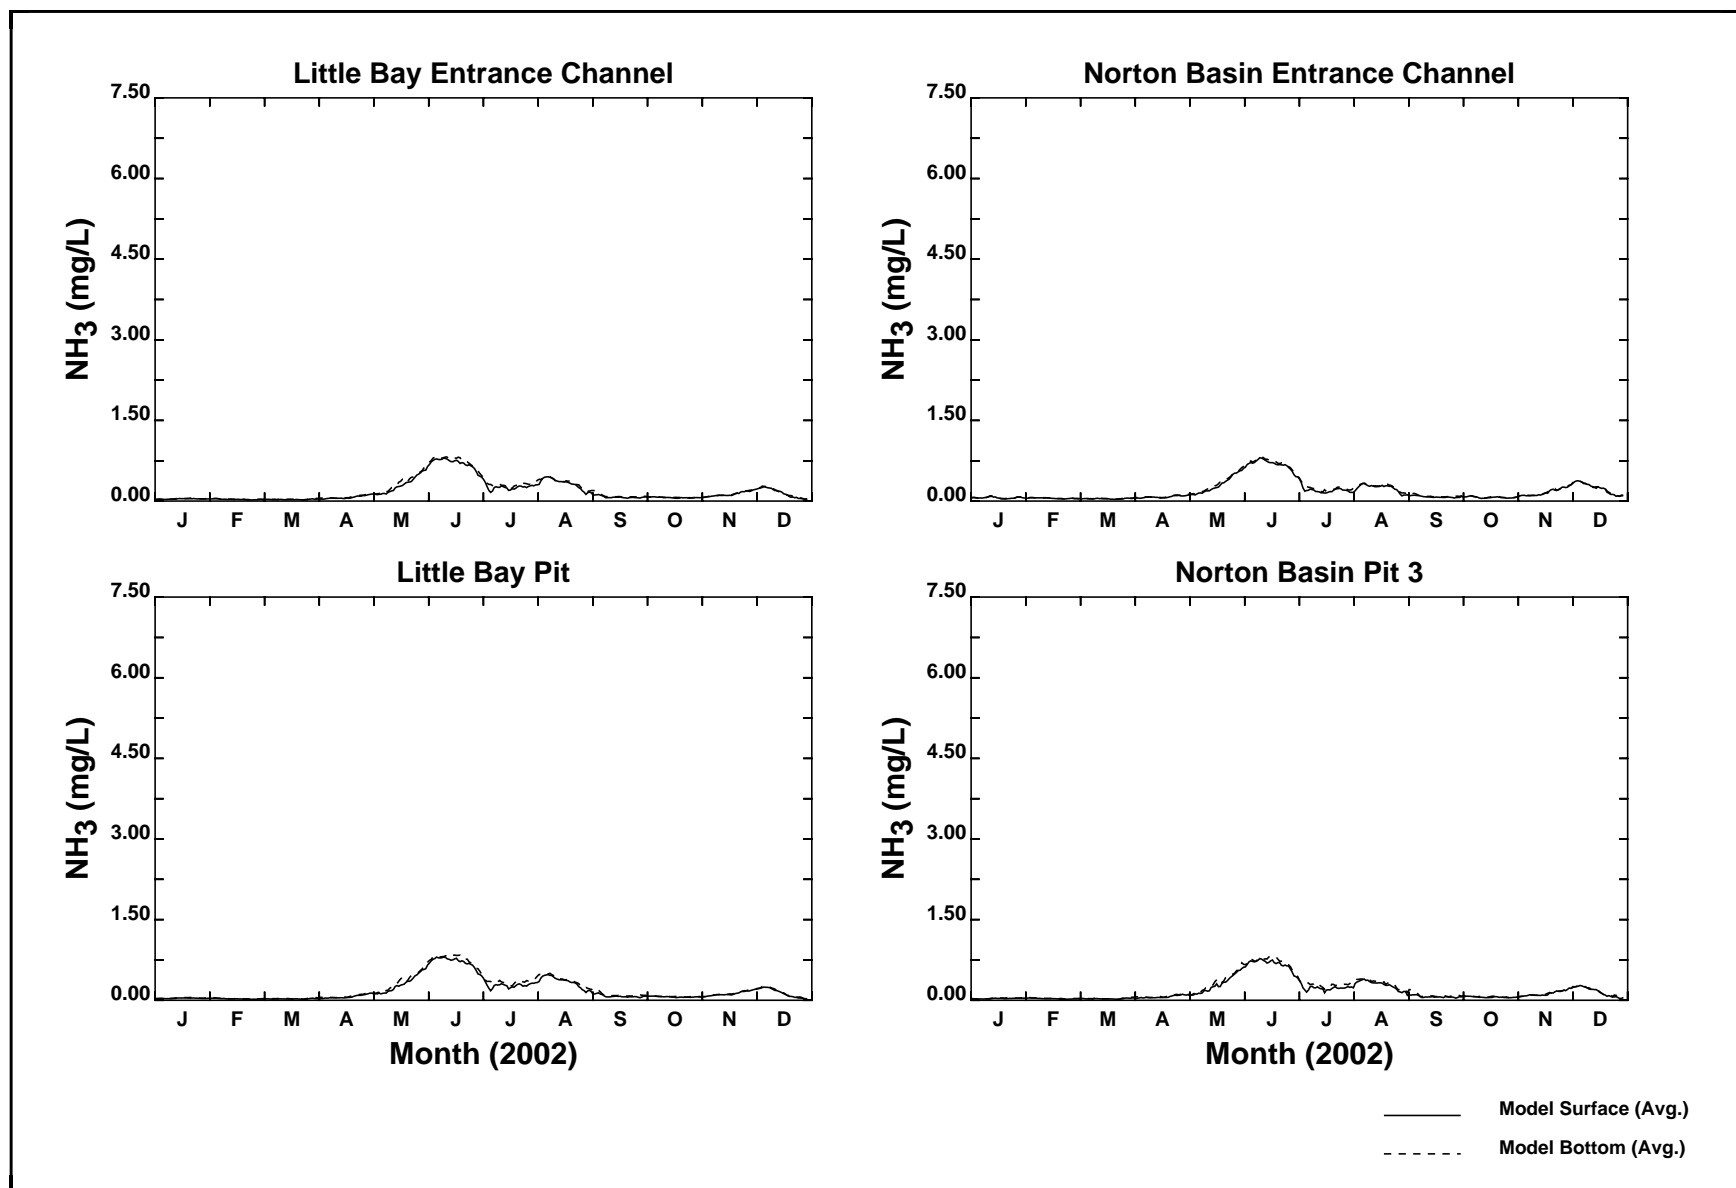 Little Bay Entrance Channel
7.50
6.00
4.50
3.00
1.50
0.00
NH3 (mg/L)
J F M A M J J A S O N D
Norton Basin Entrance Channel
7.50
6.00
4.50
3.00
1.50
0.00
NH3 (mg/L)
J F M A M J J A S O N D
Little Bay Pit
7.50
6.00
4.50
3.00
1.50
0.00
NH3 (mg/L)
J F M A M J J A S O N D
Month (2002)
Norton Basin Pit 3
7.50
6.00
4.50
3.00
1.50
0.00
NH3 (mg/L)
J F M A M J J A S O N D
Month (2002)
Model Surface (Avg.)
Model Bottom (Avg.)